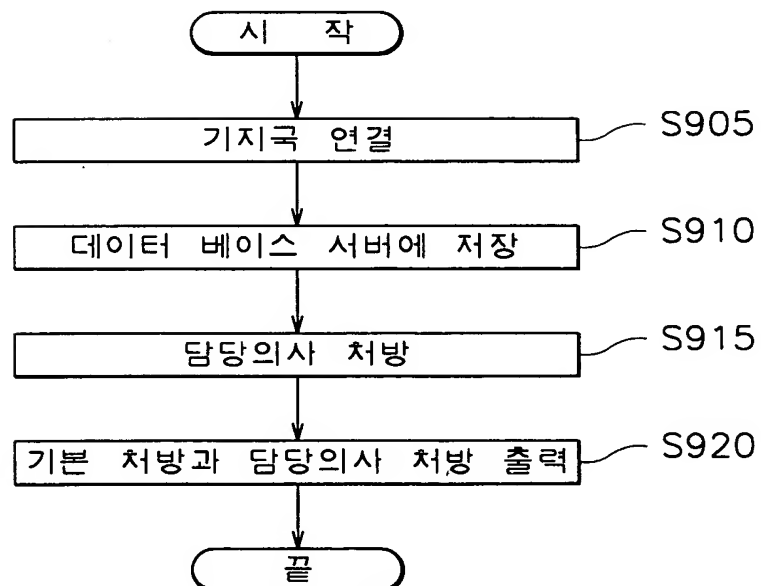 시 작
기지국 연결 S905
데이터 베이스 서버에 저장 S910
담당의사 처방 S915
기본 처방과 담당의사 처방 출력 S920
끝